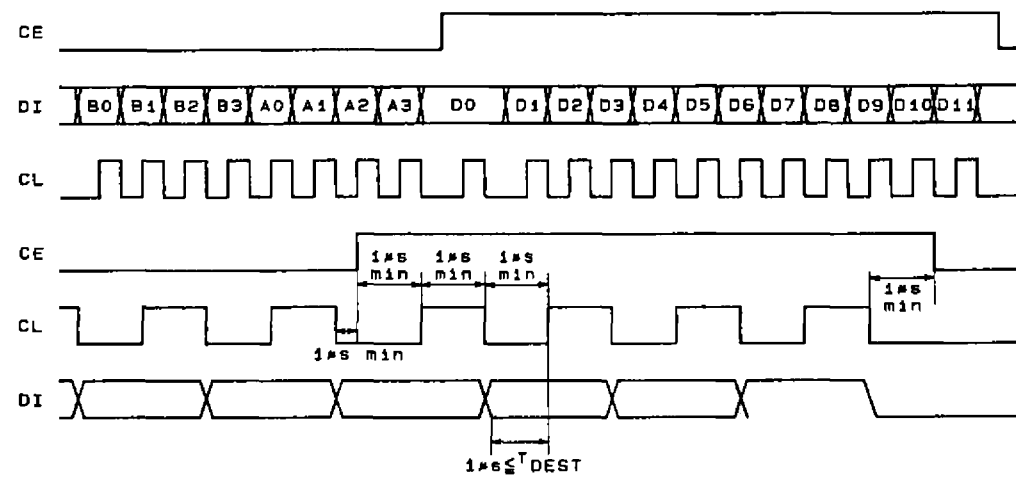 CE
DI B0 B1 B2 B3 A0 A1 A2 A3 D0 D1 D2 D3 D4 D5 D6 D7 D8 D9 D10 D11
CL
CE
1μs min
1μs min
1μs min
1μs min
CL
1μs min
DI
1μs≦TDEST